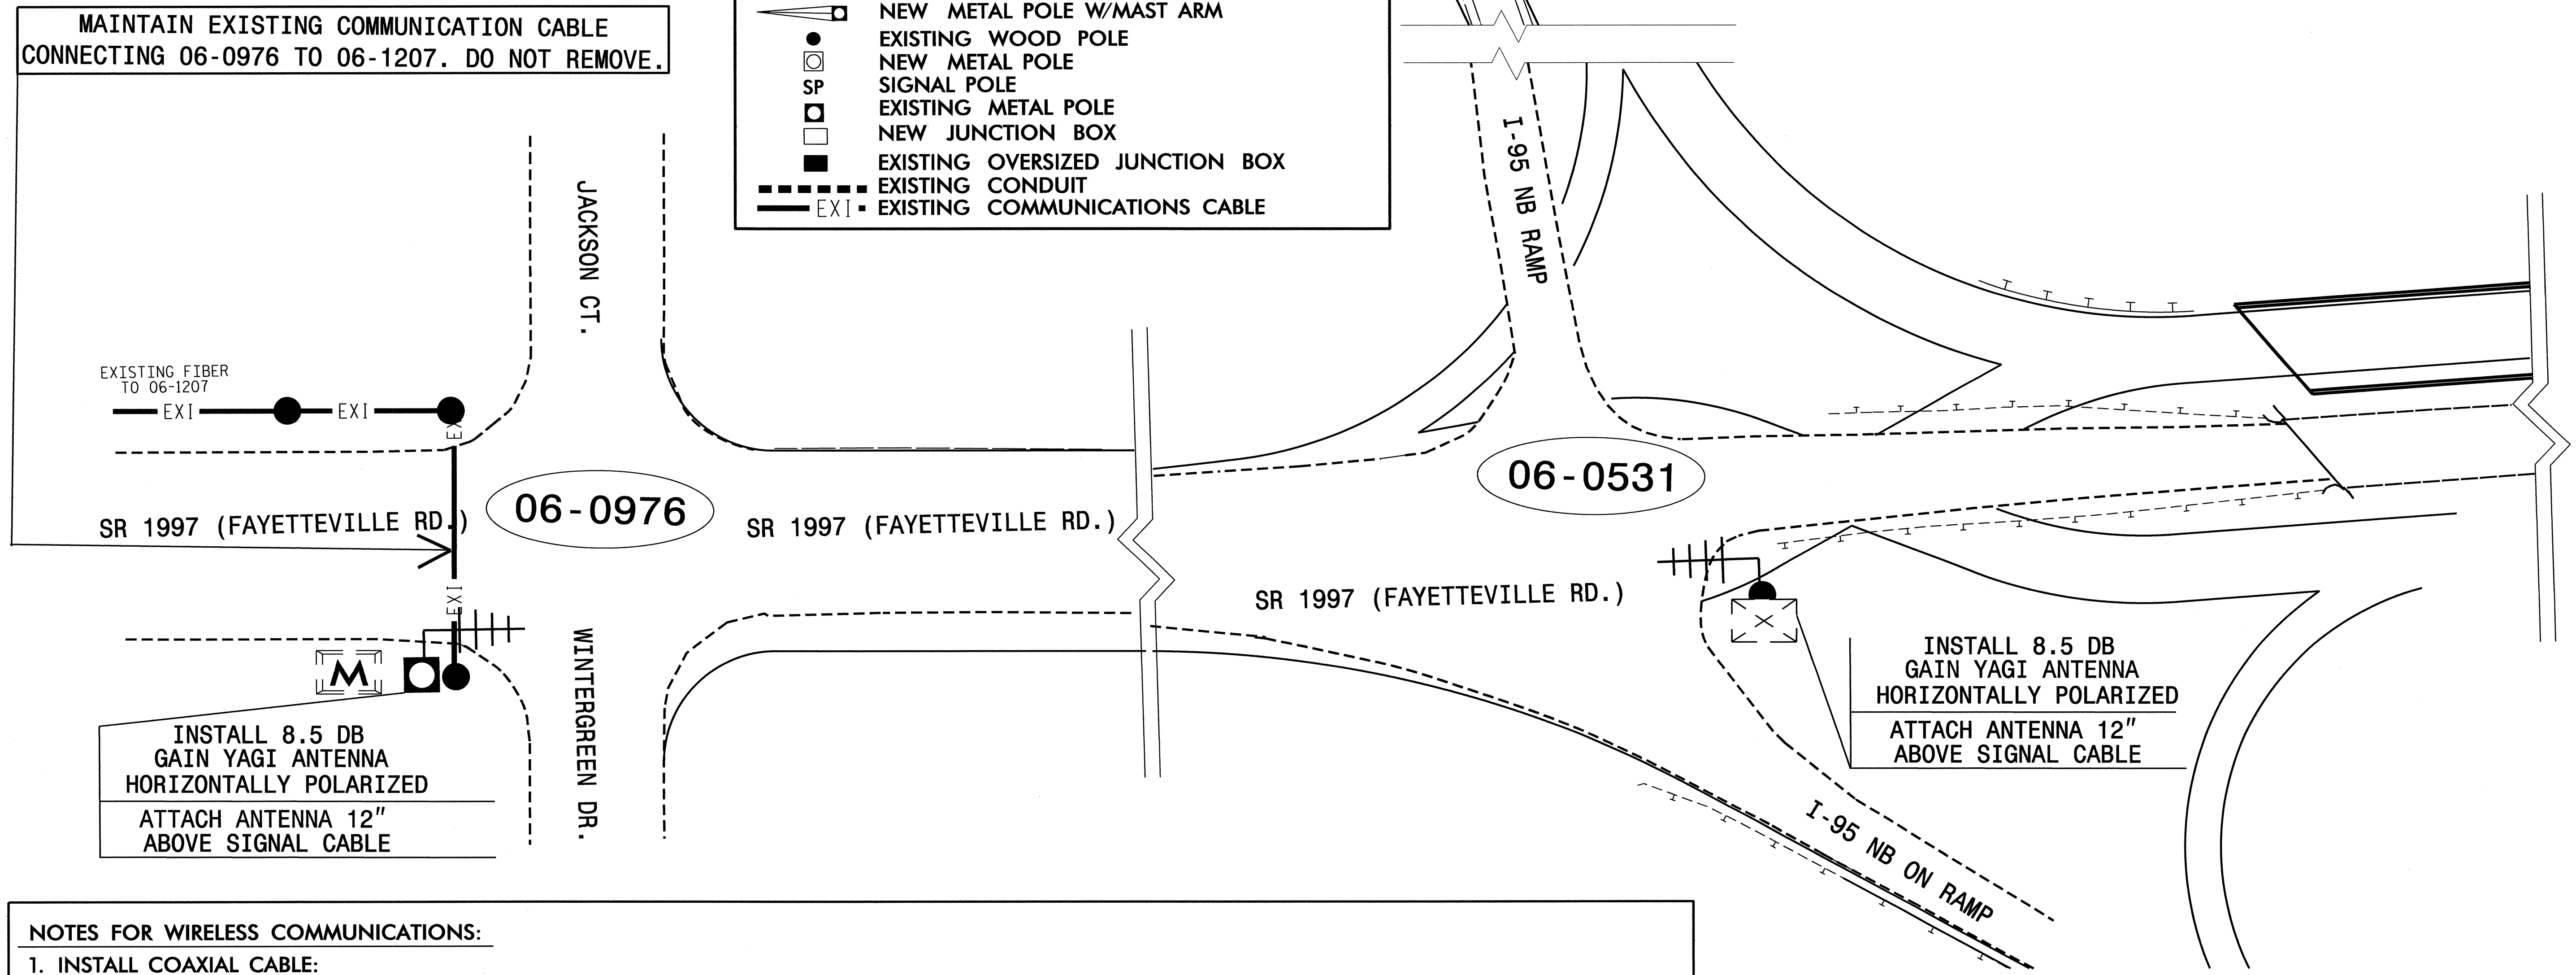 MAINTAIN EXISTING COMMUNICATION CABLE
CONNECTING 06-0976 TO 06-1207. DO NOT REMOVE.
NEW METAL POLE W/MAST ARM
EXISTING WOOD POLE
NEW METAL POLE
SP SIGNAL POLE
EXISTING METAL POLE
NEW JUNCTION BOX
EXISTING OVERSIZED JUNCTION BOX
EXISTING CONDUIT
EXI EXISTING COMMUNICATIONS CABLE
JACKSON CT.
I-95 NB RAMP
EXISTING FIBER
TO 06-1207
EXI
EXI
EX
06-0976
06-0531
SR 1997 (FAYETTEVILLE RD.)
SR 1997 (FAYETTEVILLE RD.)
SR 1997 (FAYETTEVILLE RD.)
EXI
M
X
WINTERGREEN DR.
INSTALL 8.5 DB
GAIN YAGI ANTENNA
HORIZONTALLY POLARIZED
ATTACH ANTENNA 12"
ABOVE SIGNAL CABLE
INSTALL 8.5 DB
GAIN YAGI ANTENNA
HORIZONTALLY POLARIZED
ATTACH ANTENNA 12"
ABOVE SIGNAL CABLE
I-95 NB ON RAMP
NOTES FOR WIRELESS COMMUNICATIONS:
1. INSTALL COAXIAL CABLE: